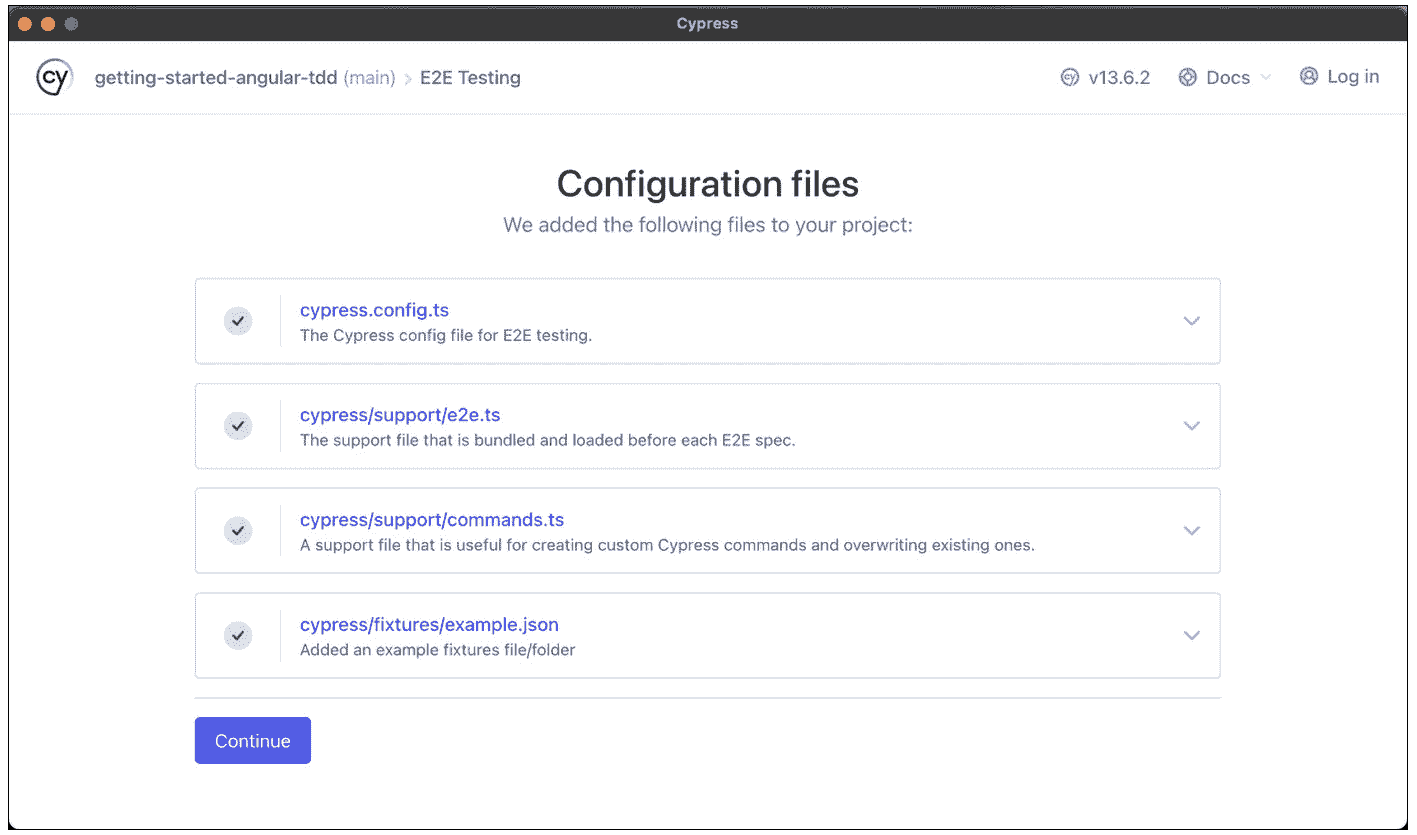 Cypress
cy getting-started-angular-tdd (main) > E2E Testing cy v13.6.2 Docs Log in
Configuration files
We added the following files to your project:
cypress.config.ts
The Cypress config file for E2E testing.
cypress/support/e2e.ts
The support file that is bundled and loaded before each E2E spec.
cypress/support/commands.ts
A support file that is useful for creating custom Cypress commands and overwriting existing ones.
cypress/fixtures/example.json
Added an example fixtures file/folder
Continue